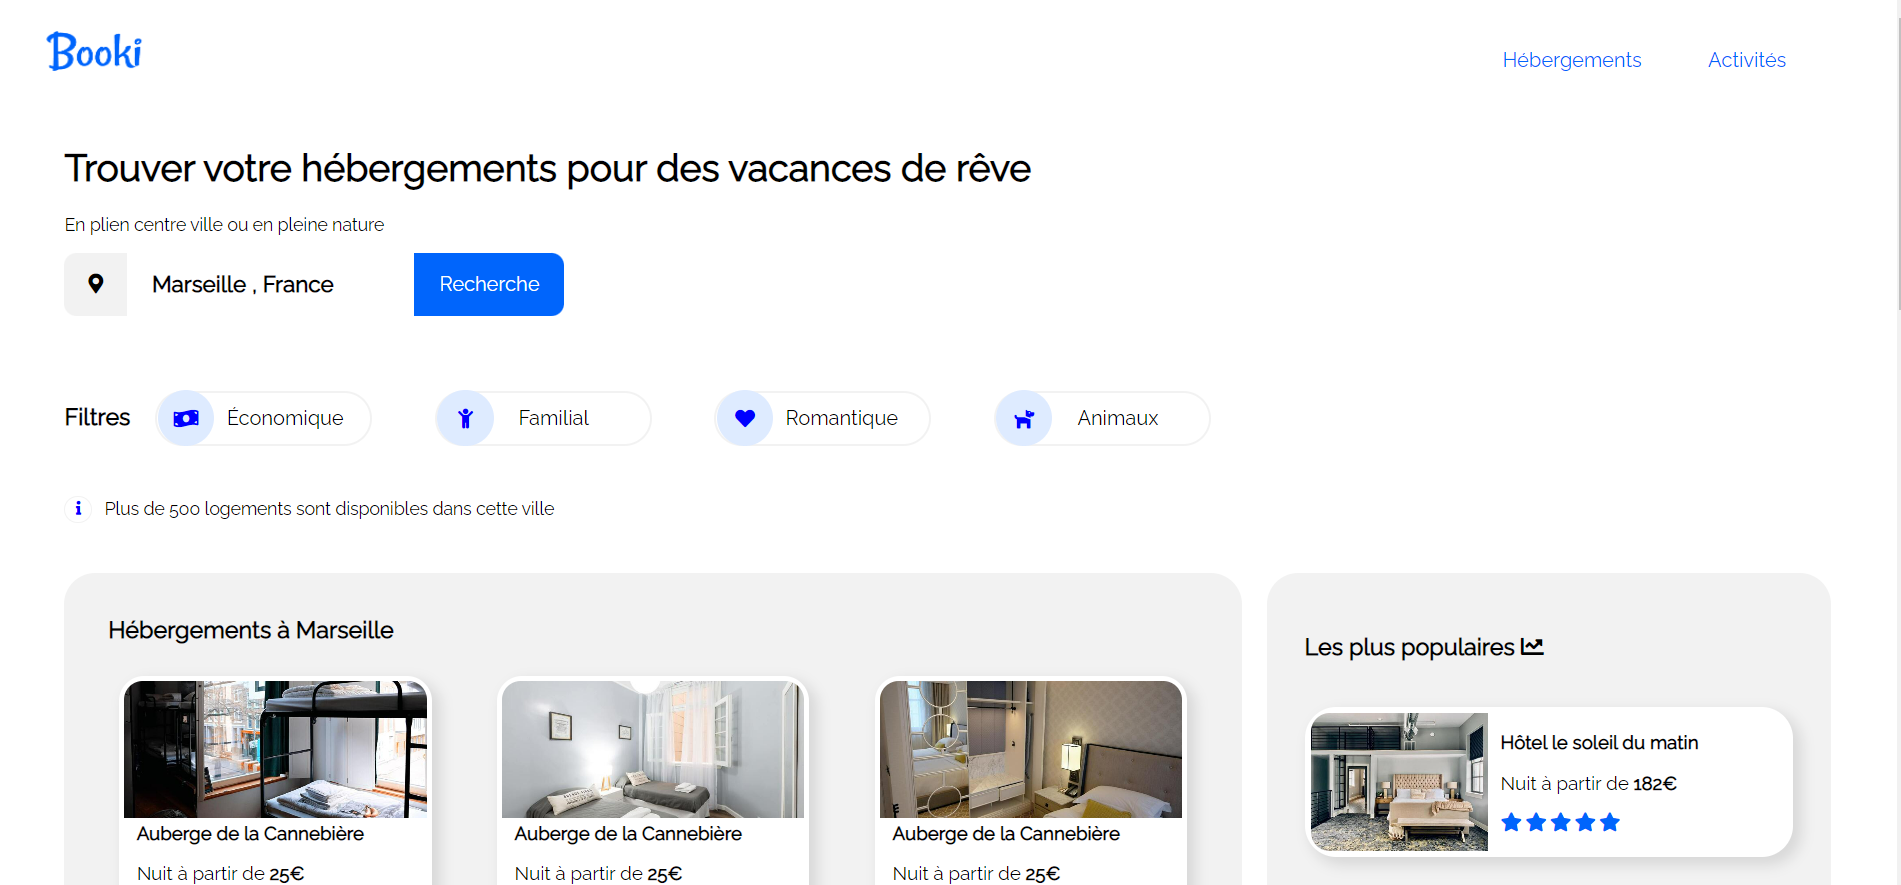 Booki
Hébergements
Activités
Trouver votre hébergements pour des vacances de rêve
En plien centre ville ou en pleine nature
Marseille , France
Recherche
Filtres
Économique
Familial
Romantique
Animaux
Plus de 500 logements sont disponibles dans cette ville
Hébergements à Marseille
Auberge de la Cannebière
Nuit à partir de 25€
Auberge de la Cannebière
Nuit à partir de 25€
Auberge de la Cannebière
Nuit à partir de 25€
Les plus populaires
Hôtel le soleil du matin
Nuit à partir de 182€